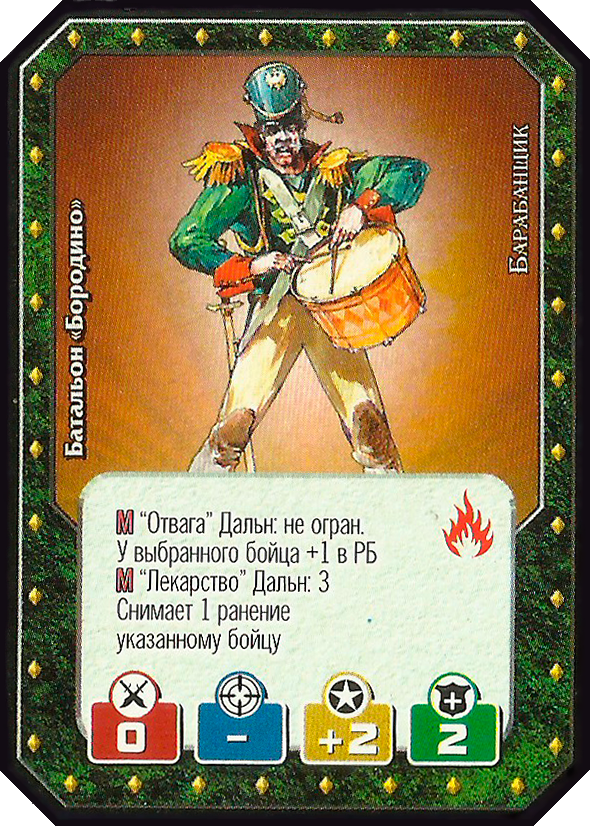 Батальон «Бородино»
Барабанщик
М "Отвага" Дальн: не огран.
У выбранного бойца +1 в РБ
М "Лекарство" Дальн: 3
Снимает 1 ранение
указанному бойцу
0
-
+2
2